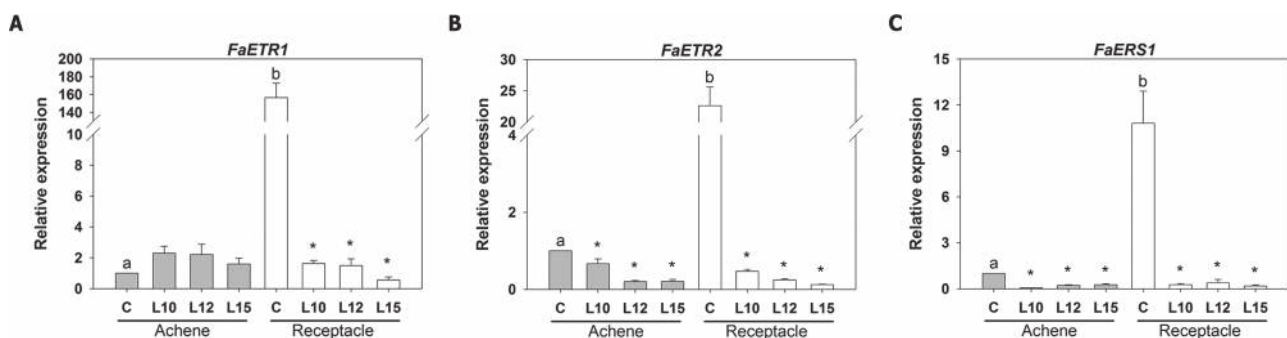 A
FaETR1
Relative expression
200
180
160
140
10
8
6
4
2
0
a
b
*
*
*
C L10 L12 L15 C L10 L12 L15
Achene Receptacle
B
FaETR2
Relative expression
30
25
20
4
2
0
a
*
*
*
b
*
*
*
C L10 L12 L15 C L10 L12 L15
Achene Receptacle
C
FaERS1
Relative expression
15
12
9
6
3
0
a
*
*
*
b
*
*
*
C L10 L12 L15 C L10 L12 L15
Achene Receptacle